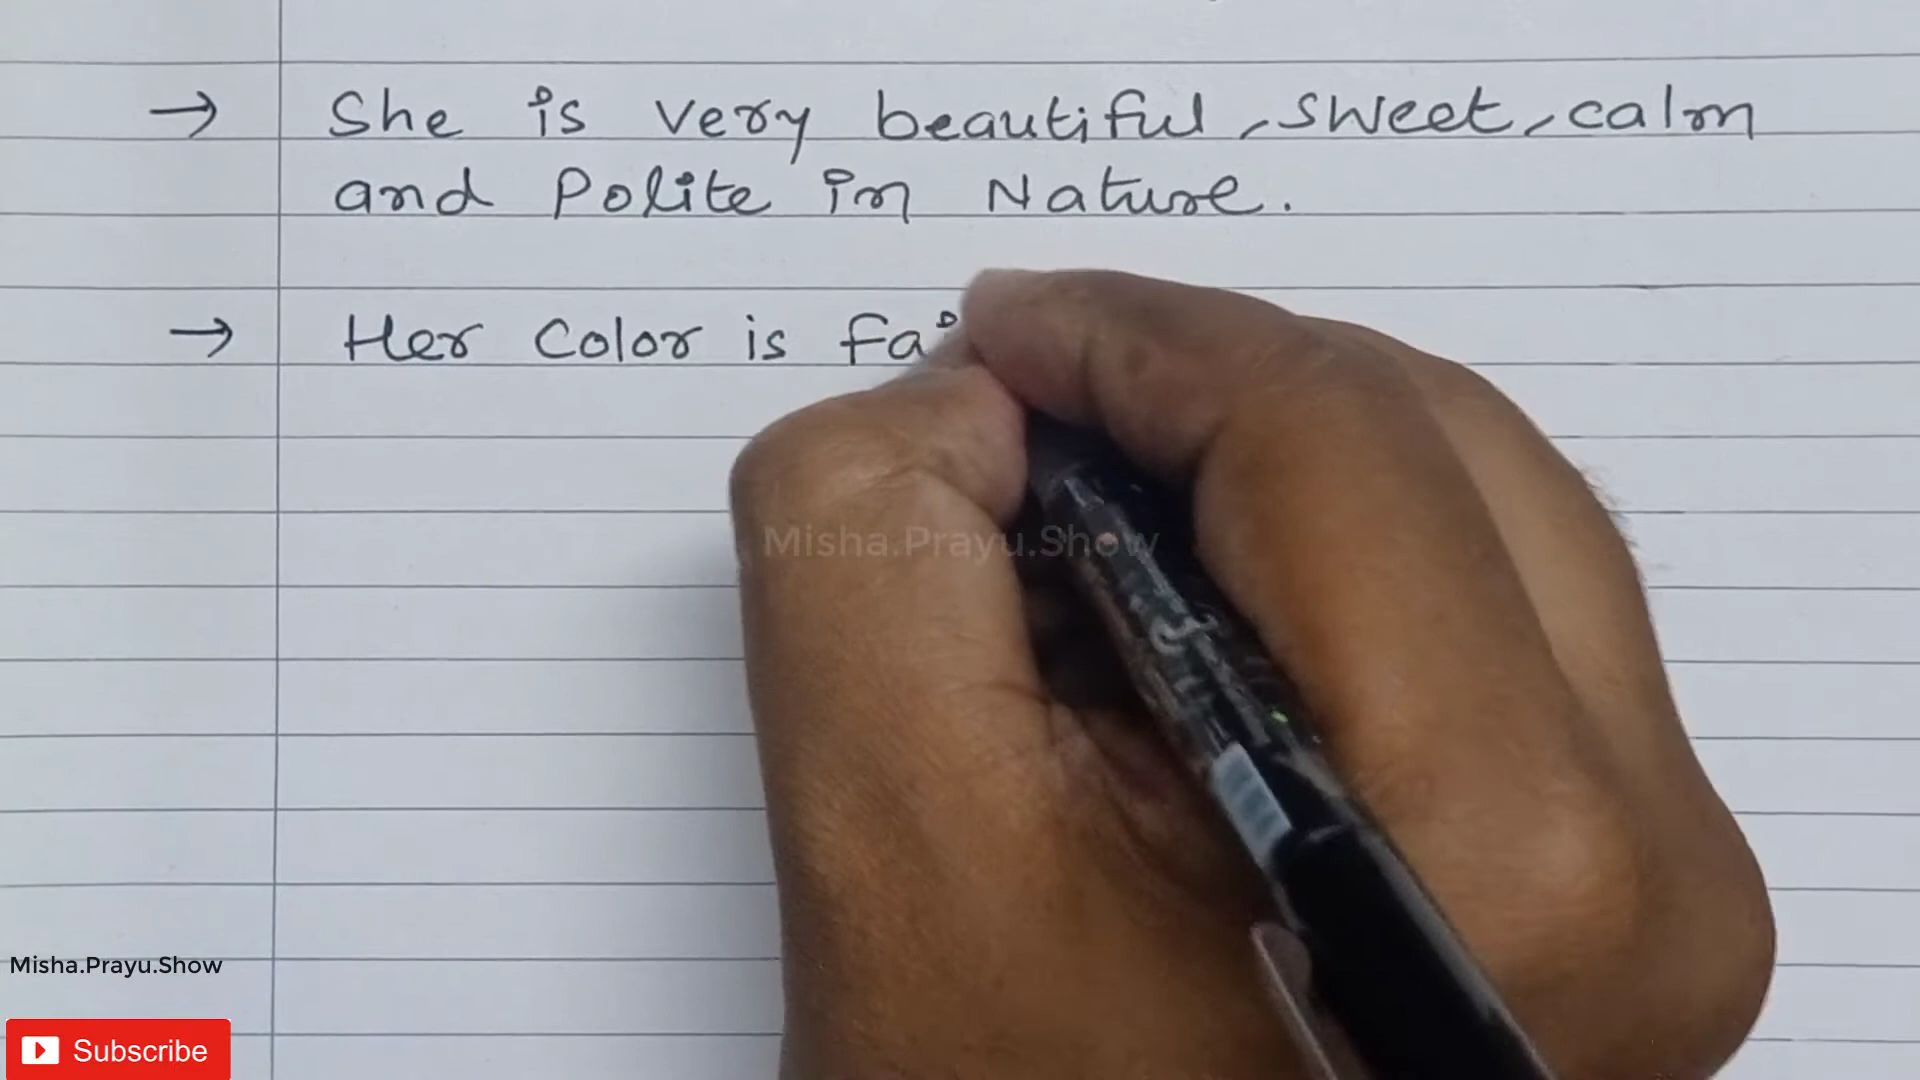 → She is very beautiful, sweet, calm
and Polite in Nature.
→ Her Color is Fai
Misha.Prayu.Show
Misha.Prayu.Show
Subscribe